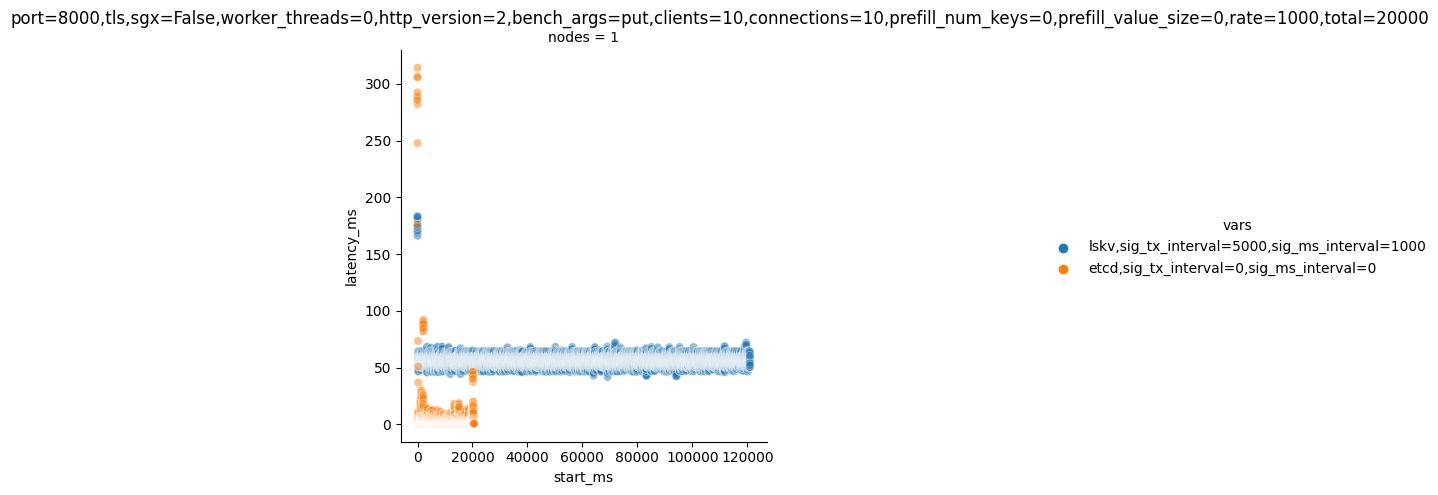 port=8000,tls,sgx=False,worker_threads=0,http_version=2,bench_args=put,clients=10,connections=10,prefill_num_keys=0,prefill_value_size=0,rate=1000,total=20000
nodes = 1
300
250
200
150
100
50
0
latency_ms
0 20000 40000 60000 80000 100000 120000
start_ms
vars
lskv,sig_tx_interval=5000,sig_ms_interval=1000
etcd,sig_tx_interval=0,sig_ms_interval=0